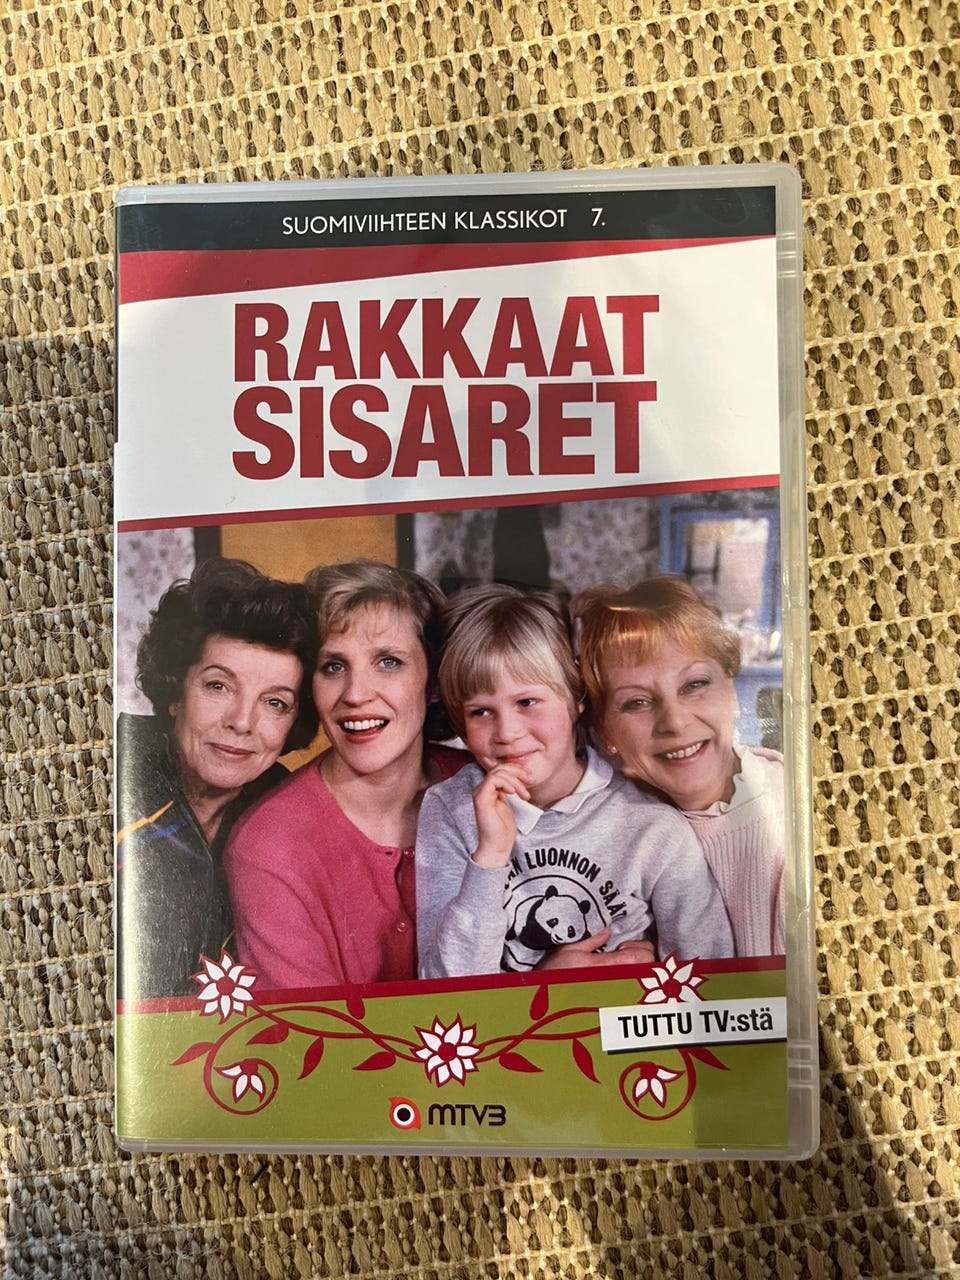 SUOMIVIIHTEEN KLASSIKOT 7.
RAKKAAT
SISARET
LUONNON
TUTTU TV:stä
MTV3